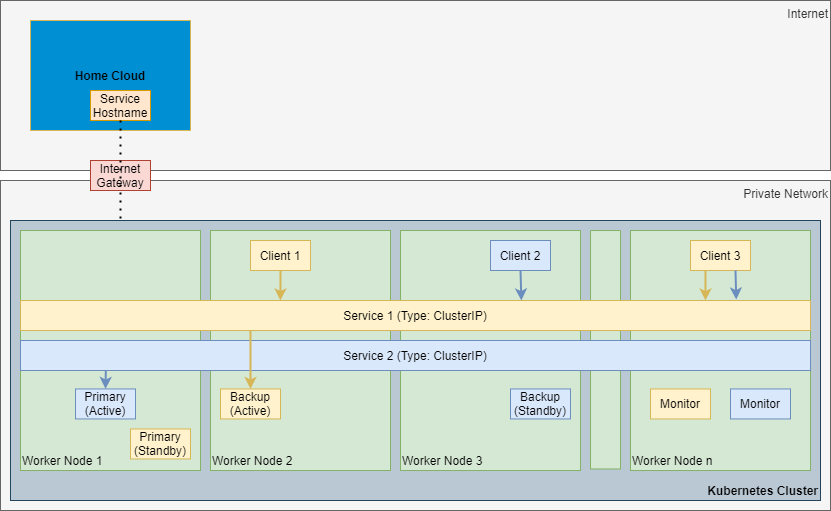 Internet
Home Cloud
Service
Hostname
Internet
Gateway
Private Network
Client 1
Client 2
Client 3
Service 1 (Type: ClusterIP)
Service 2 (Type: ClusterIP)
Primary
(Active)
Backup
(Active)
Backup
(Standby)
Monitor
Monitor
Primary
(Standby)
Worker Node 1
Worker Node 2
Worker Node 3
Worker Node n
Kubernetes Cluster